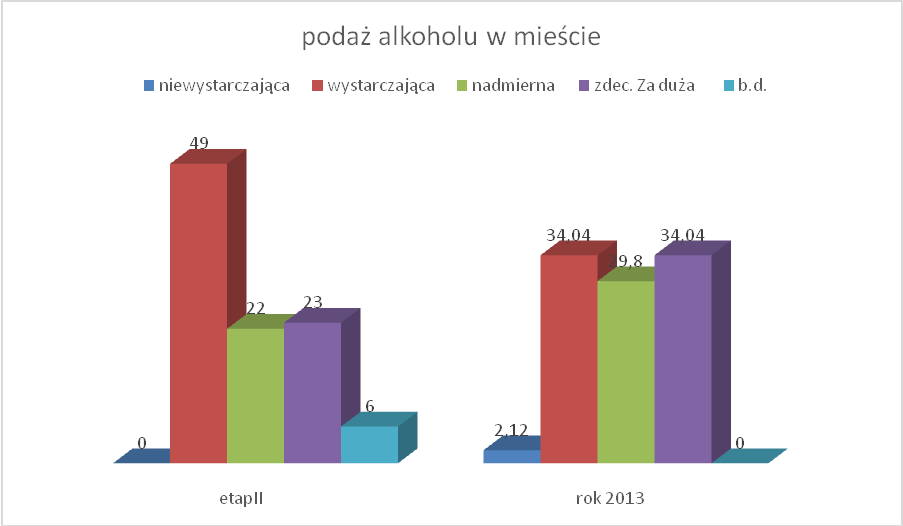 podaż alkoholu w mieście
niewystarczająca wystarczająca nadmierna zdec. Za duża b.d.
49
34,04 34,04
29,8
22 23
6
0 2,12 0
etapII rok 2013